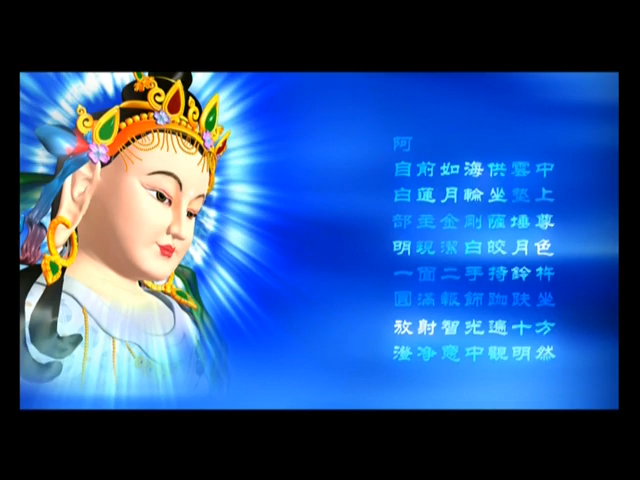 阿
自前如海供雲中
白蓮月輪坐墊上
部主金剛薩埵尊
明現潔白皎月色
一面二手持鈴杵
圓滿報飾跏趺坐
放射智光遍十方
澄净意中觀明然